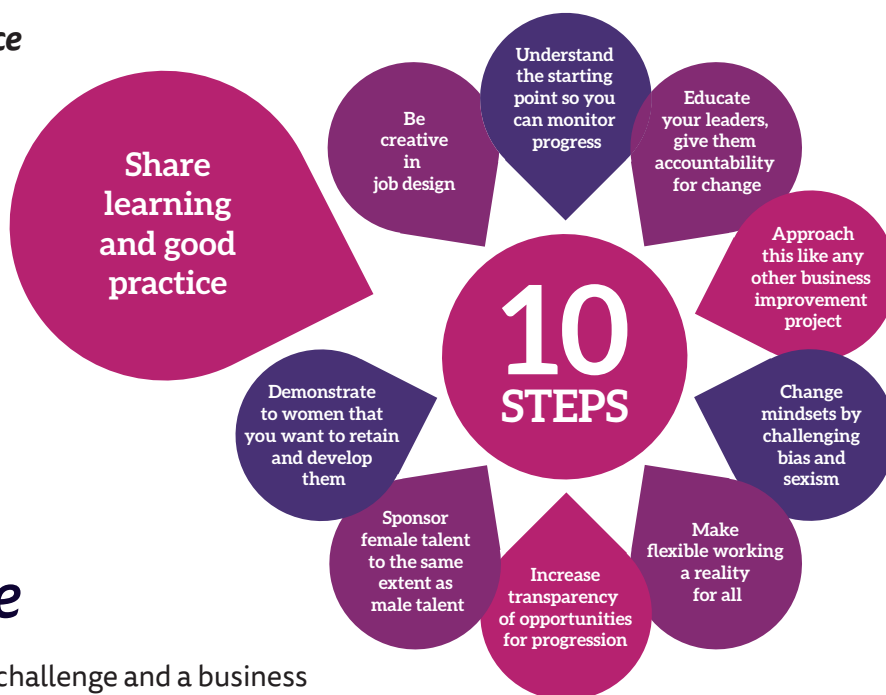 ce
Share
learning
and good
practice
Be
creative
in
job design
Understand
the starting
point so you
can monitor
progress
Educate
your leaders,
give them
accountability
for change
Approach
this like any
other business
improvement
project
Change
mindsets by
challenging
bias and
sexism
Make
flexible working
a reality
for all
Increase
transparency
of opportunities
for progression
Sponsor
female talent
to the same
extent as
male talent
Demonstrate
to women that
you want to retain
and develop
them
10
STEPS
e
challenge and a business